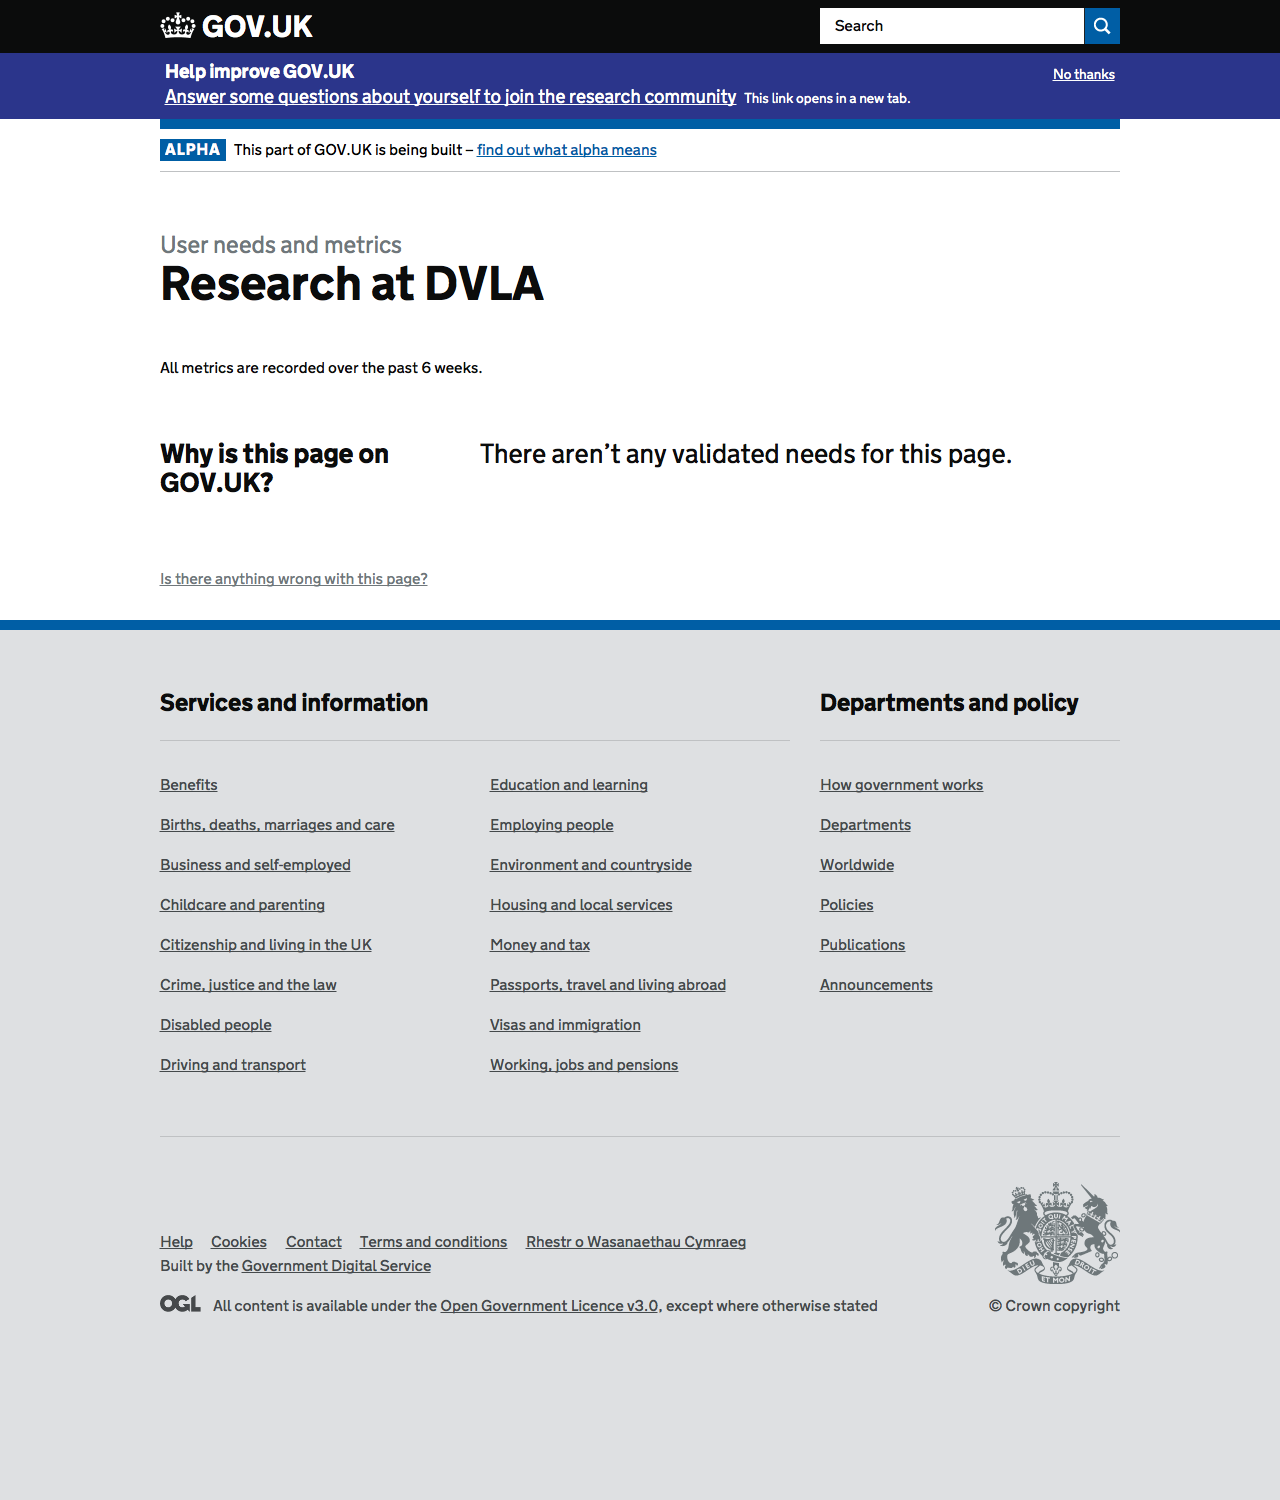 GOV.UK
Search
Help improve GOV.UK
No thanks
Answer some questions about yourself to join the research community This link opens in a new tab.
ALPHA This part of GOV.UK is being built – find out what alpha means
User needs and metrics
Research at DVLA
All metrics are recorded over the past 6 weeks.
Why is this page on
GOV.UK?
There aren’t any validated needs for this page.
Is there anything wrong with this page?
Services and information
Benefits
Births, deaths, marriages and care
Business and self-employed
Childcare and parenting
Citizenship and living in the UK
Crime, justice and the law
Disabled people
Driving and transport
Education and learning
Employing people
Environment and countryside
Housing and local services
Money and tax
Passports, travel and living abroad
Visas and immigration
Working, jobs and pensions
Departments and policy
How government works
Departments
Worldwide
Policies
Publications
Announcements
Help Cookies Contact Terms and conditions Rhestr o Wasanaethau Cymraeg
Built by the Government Digital Service
OGL All content is available under the Open Government Licence v3.0, except where otherwise stated
DIEU ET MON DROIT
© Crown copyright